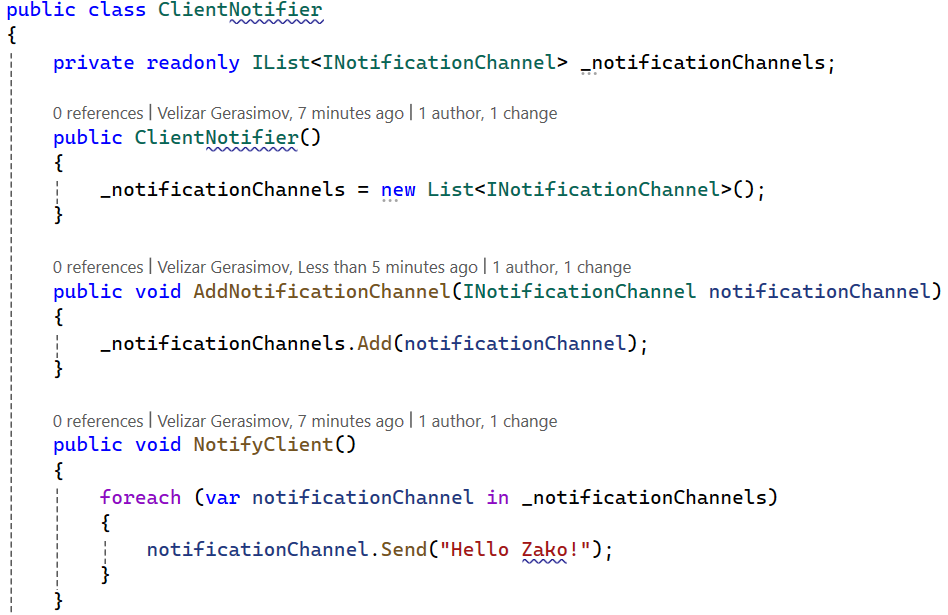 public class ClientNotifier
{
private readonly IList<INotificationChannel> _notificationChannels;
0 references | Velizar Gerasimov, 7 minutes ago | 1 author, 1 change
public ClientNotifier()
{
_notificationChannels = new List<INotificationChannel>();
}
0 references | Velizar Gerasimov, Less than 5 minutes ago | 1 author, 1 change
public void AddNotificationChannel(INotificationChannel notificationChannel)
{
_notificationChannels.Add(notificationChannel);
}
0 references | Velizar Gerasimov, 7 minutes ago | 1 author, 1 change
public void NotifyClient()
{
foreach (var notificationChannel in _notificationChannels)
{
notificationChannel.Send("Hello Zako!");
}
}